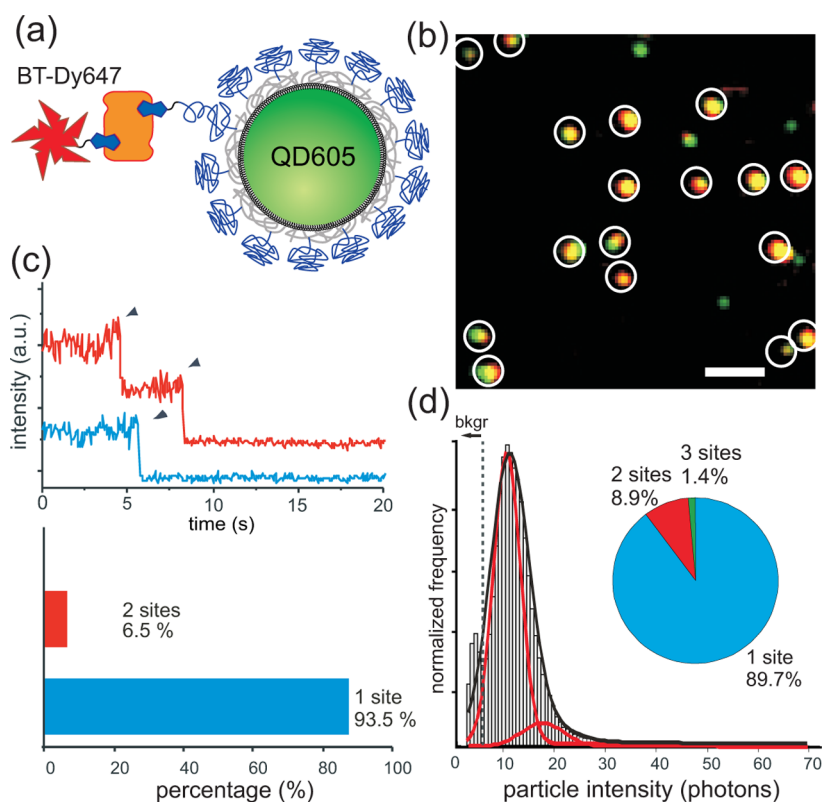 (a)
BT-Dy647
QD605
(b)
(c)
intensity (a.u.)
0
5
10
15
20
time (s)
2 sites
6.5 %
1 site
93.5 %
0
20
40
60
80
100
percentage (%)
(d)
bkgr
normalized frequency
3 sites
1.4%
2 sites
8.9%
1 site
89.7%
0
10
20
30
40
50
60
70
particle intensity (photons)